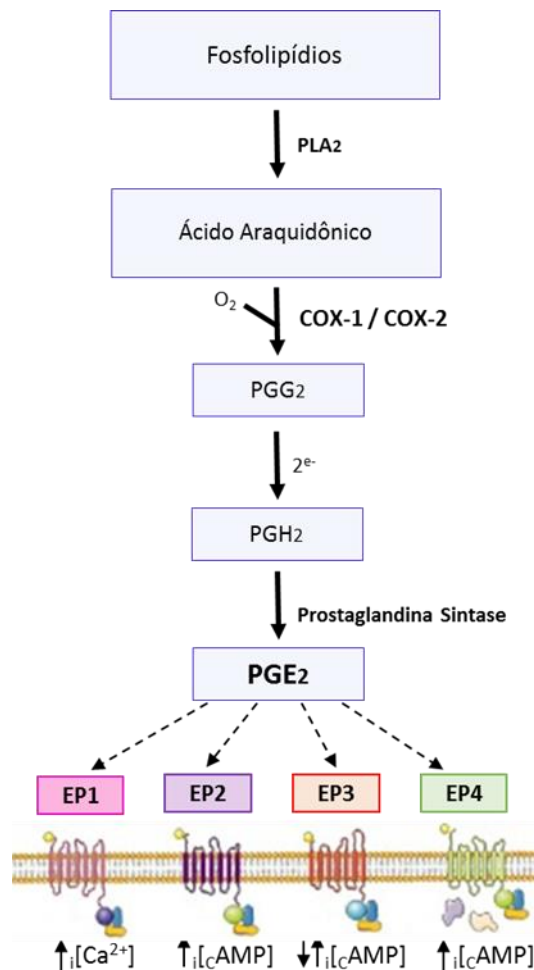 Fosfolipídios
PLA₂
Ácido Araquidônico
O₂
COX-1 / COX-2
PGG₂
2ᵉ⁻
PGH₂
Prostaglandina Sintase
PGE₂
EP1 EP2 EP3 EP4
↑ᵢ[Ca²⁺] ↑ᵢ[cAMP] ↓↑ᵢ[cAMP] ↑ᵢ[cAMP]